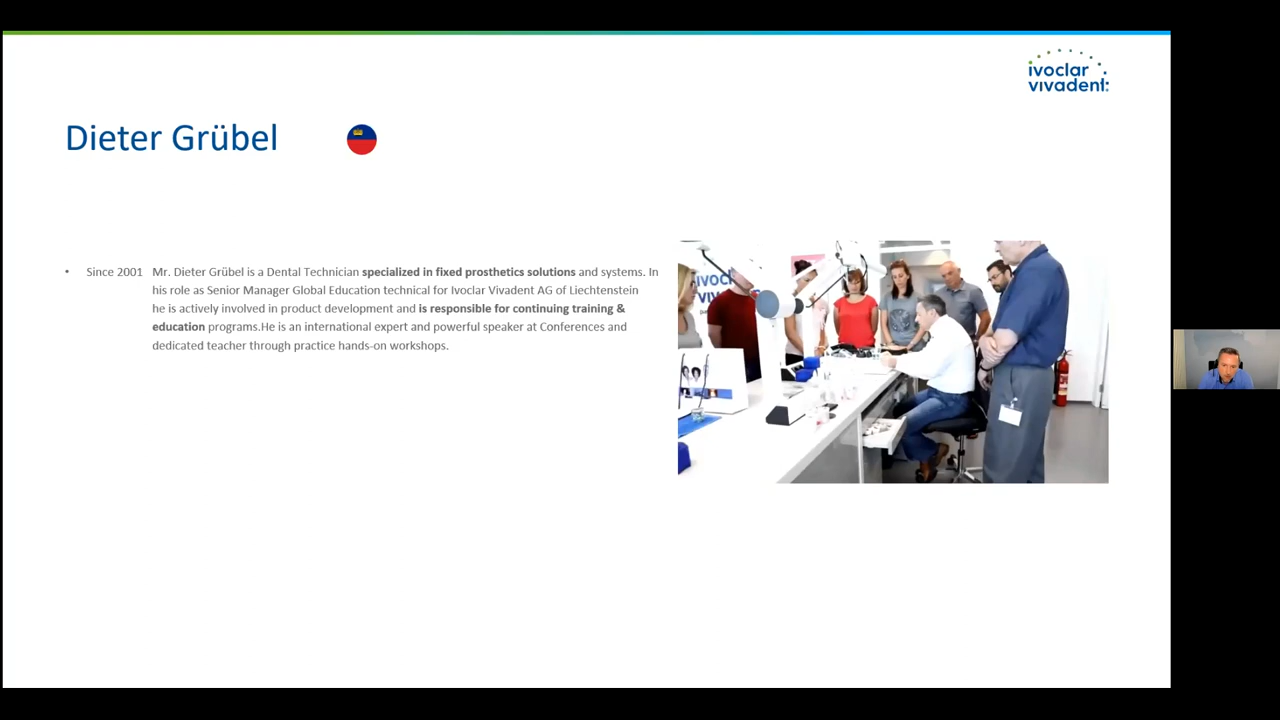 ivoclar
vivadent:
Dieter Grübel
• Since 2001 Mr. Dieter Grübel is a Dental Technician specialized in fixed prosthetics solutions and systems. In
his role as Senior Manager Global Education technical for Ivoclar Vivadent AG of Liechtenstein
he is actively involved in product development and is responsible for continuing training &
education programs.He is an international expert and powerful speaker at Conferences and
dedicated teacher through practice hands-on workshops.